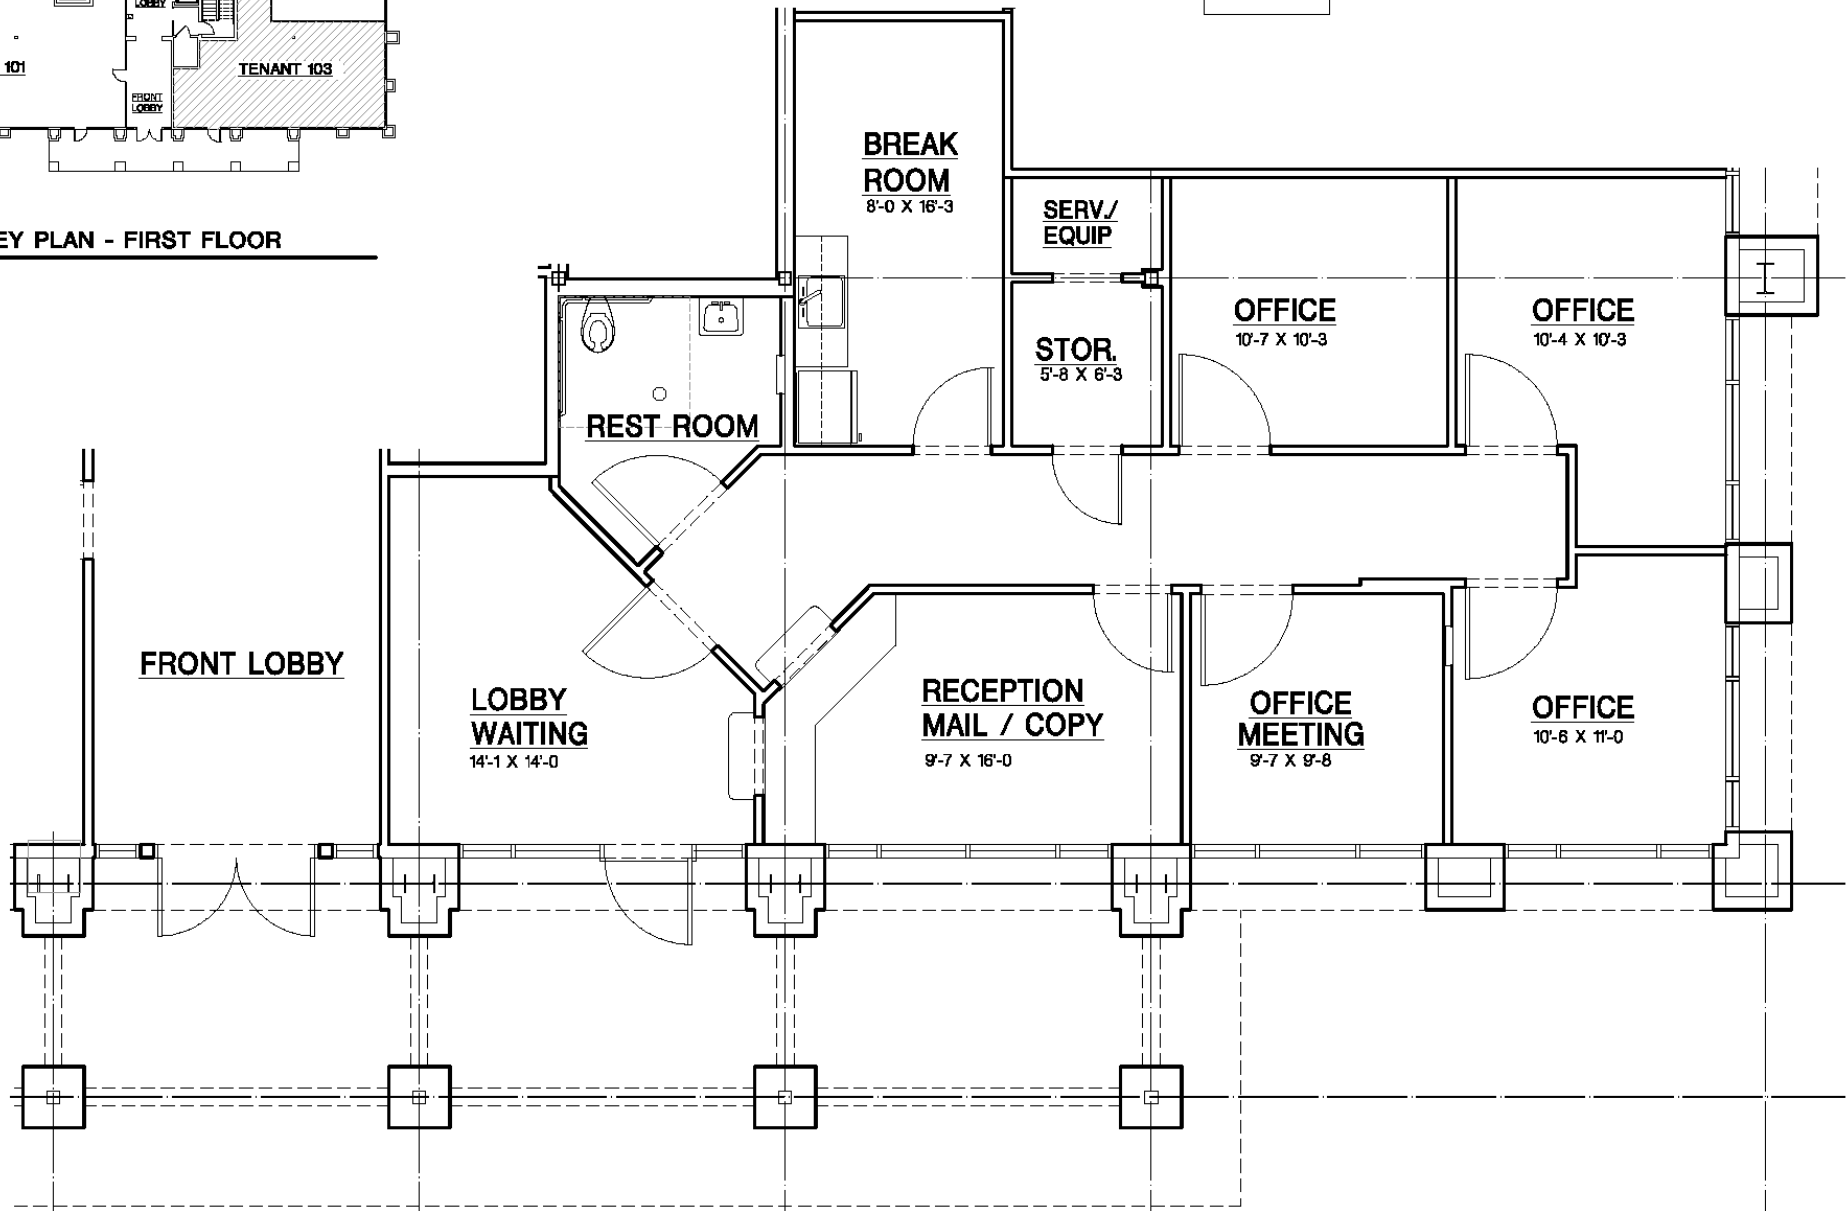 LOBBY
101
TENANT 103
FRONT
LOBBY
EY PLAN - FIRST FLOOR
BREAK
ROOM
8'-0 X 16'-3
SERV./
EQUIP
STOR.
5'-8 X 6'-3
OFFICE
10'-7 X 10'-3
OFFICE
10'-4 X 10'-3
REST ROOM
FRONT LOBBY
LOBBY
WAITING
14'-1 X 14'-0
RECEPTION
MAIL / COPY
9'-7 X 16'-0
OFFICE
MEETING
9'-7 X 9'-8
OFFICE
10'-6 X 11'-0